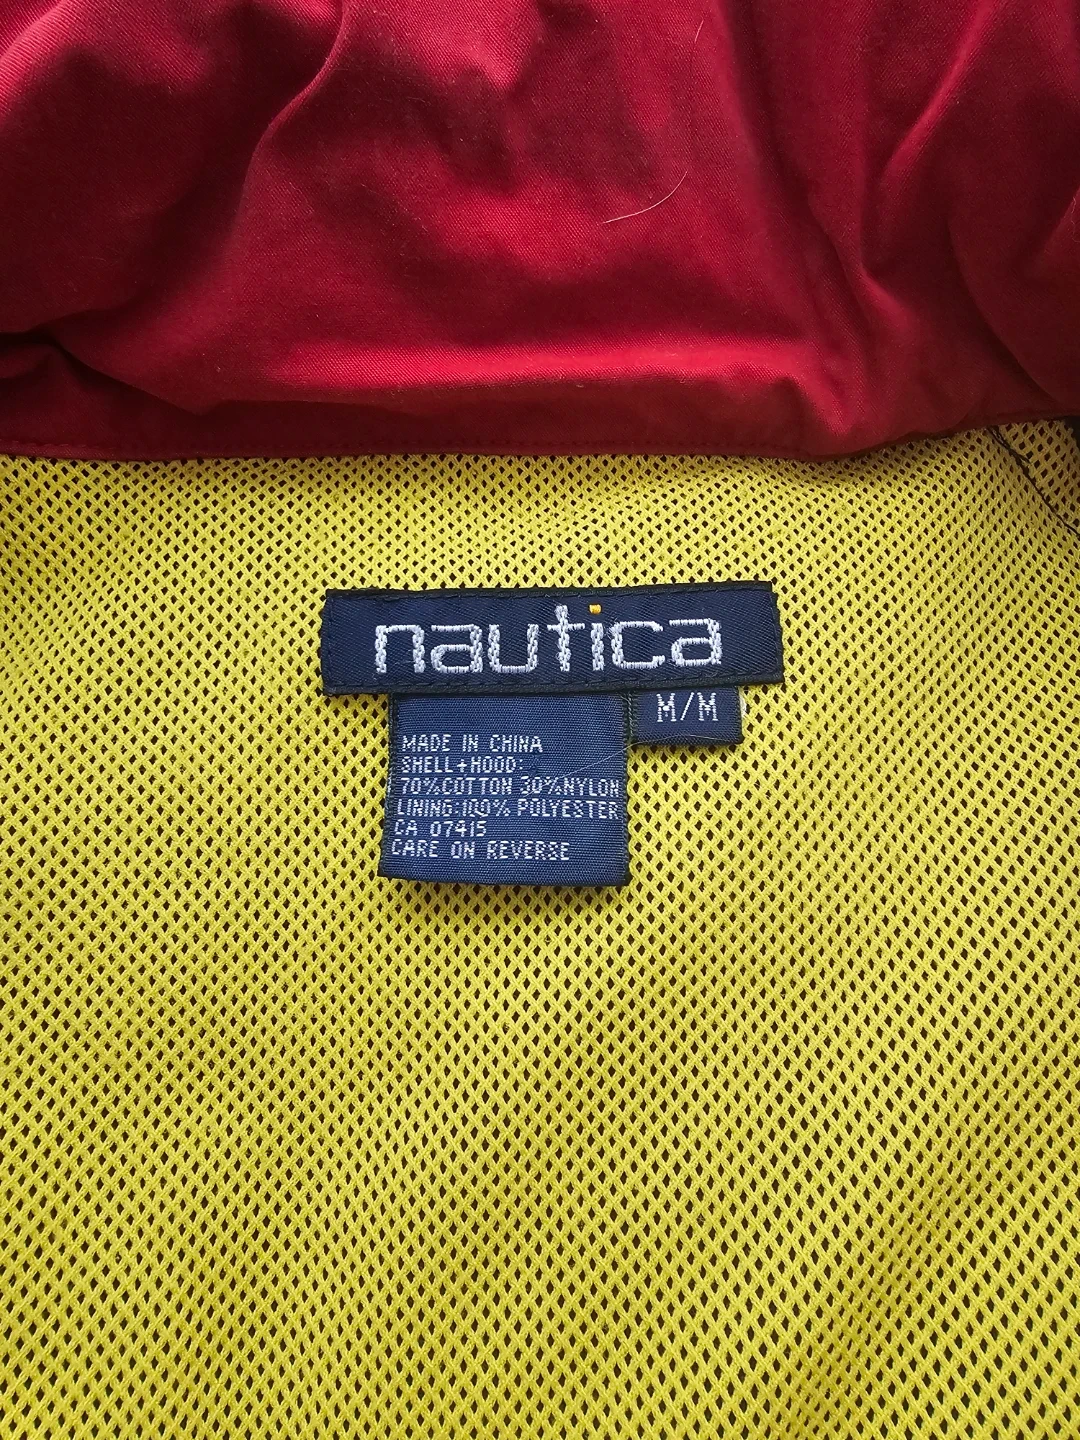 nautica
M/M
MADE IN CHINA
SHELL+HOOD:
70%COTTON 30%NYLON
LINING:100% POLYESTER
CA 07415
CARE ON REVERSE